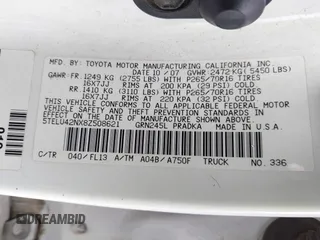 MFD. BY: TOYOTA MOTOR MANUFACTURING CALIFORNIA INC.
DATE 10 / 07 GVWR: 2472 KG ( 5450 LBS)
GAWR: FR: 1249 KG (2755 LBS) WITH P265/70R16 TIRES
16X7JJ RIMS AT 200 KPA (29 PSI) COLD
RR: 1410 KG (3110 LBS) WITH P265/70R16 TIRES
16X7JJ RIMS AT 220 KPA (32 PSI) COLD
THIS VEHICLE CONFORMS TO ALL APPLICABLE
FEDERAL MOTOR VEHICLE SAFETY, BUMPER
AND THEFT PREVENTION STANDARDS IN
EFFECT ON THE DATE OF MANUFACTURE SHOWN ABOVE.
5TELU42NX8Z508621 GRN245L PRADKA MADE IN U.S.A.
C/TR 040/FL13 A/TM A04B/A750F TRUCK NO. 336
DREAMBID